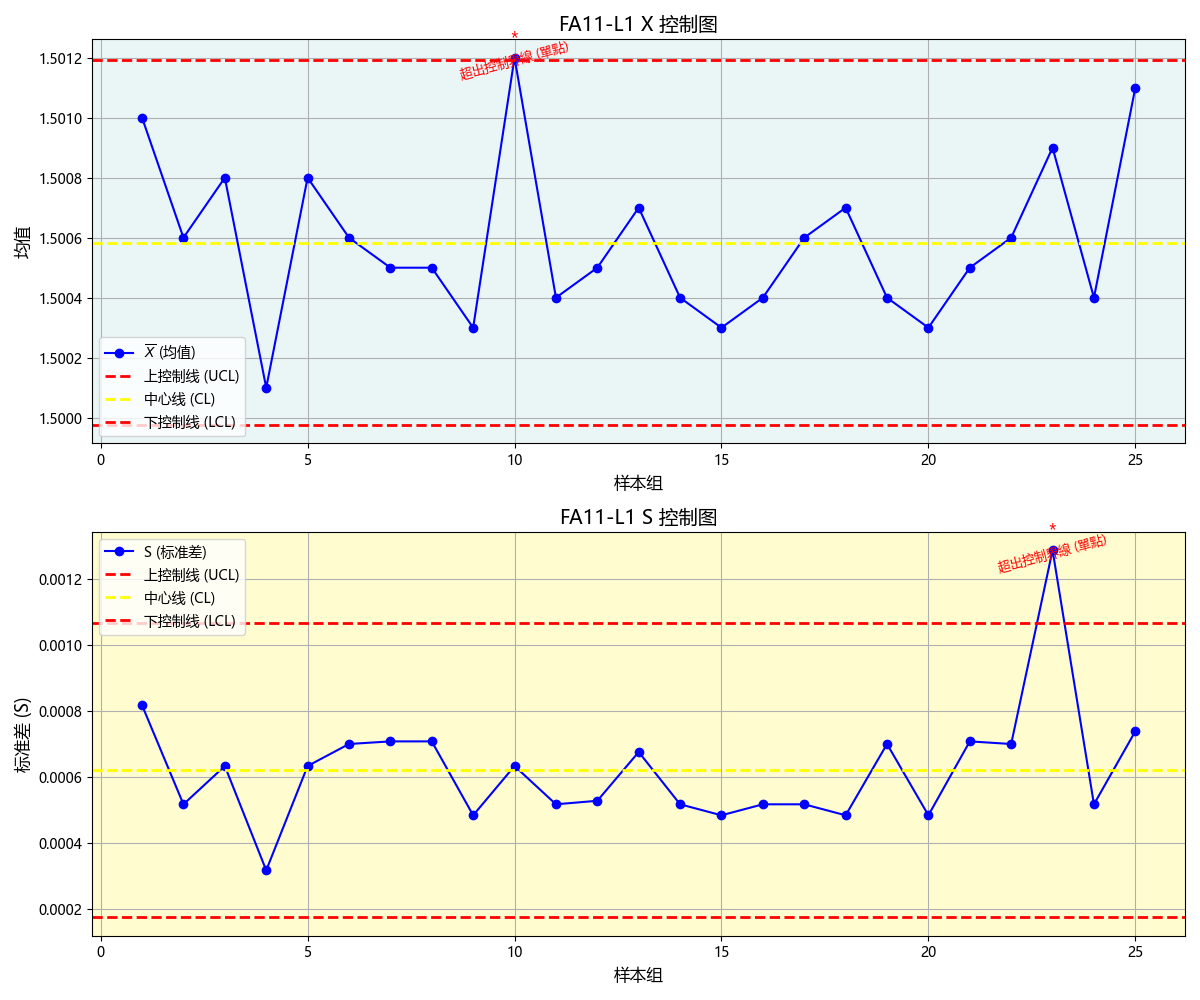 FA11-L1 X 控制图
*
超出控制界線 (單點)
1.5012
1.5010
1.5008
1.5006
1.5004
1.5002
1.5000
均值
X (均值)
上控制线 (UCL)
中心线 (CL)
下控制线 (LCL)
0 5 10 15 20 25
样本组
FA11-L1 S 控制图
*
超出控制界線 (單點)
S (标准差)
上控制线 (UCL)
中心线 (CL)
下控制线 (LCL)
0.0012
0.0010
0.0008
0.0006
0.0004
0.0002
标准差 (S)
0 5 10 15 20 25
样本组